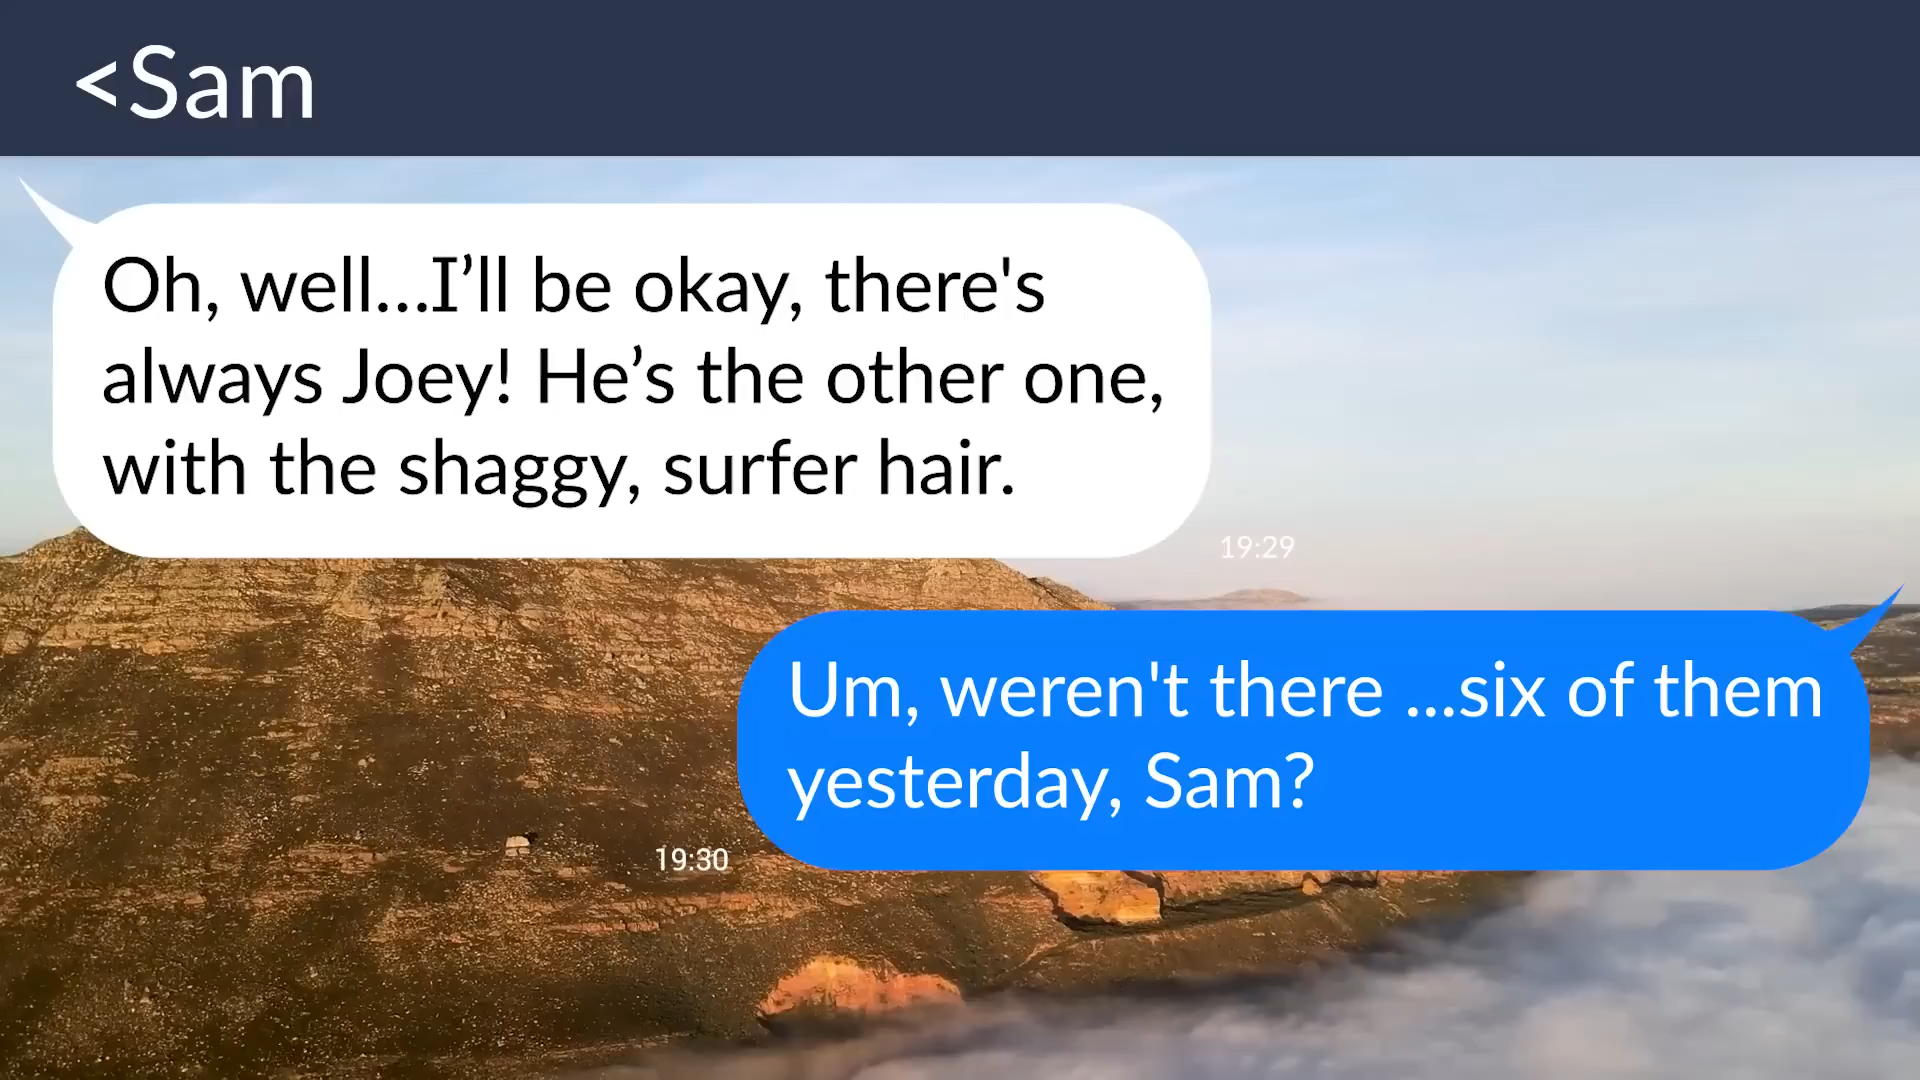 <Sam
Oh, well...I’ll be okay, there's
always Joey! He’s the other one,
with the shaggy, surfer hair.
19:29
Um, weren't there ...six of them
yesterday, Sam?
19:30